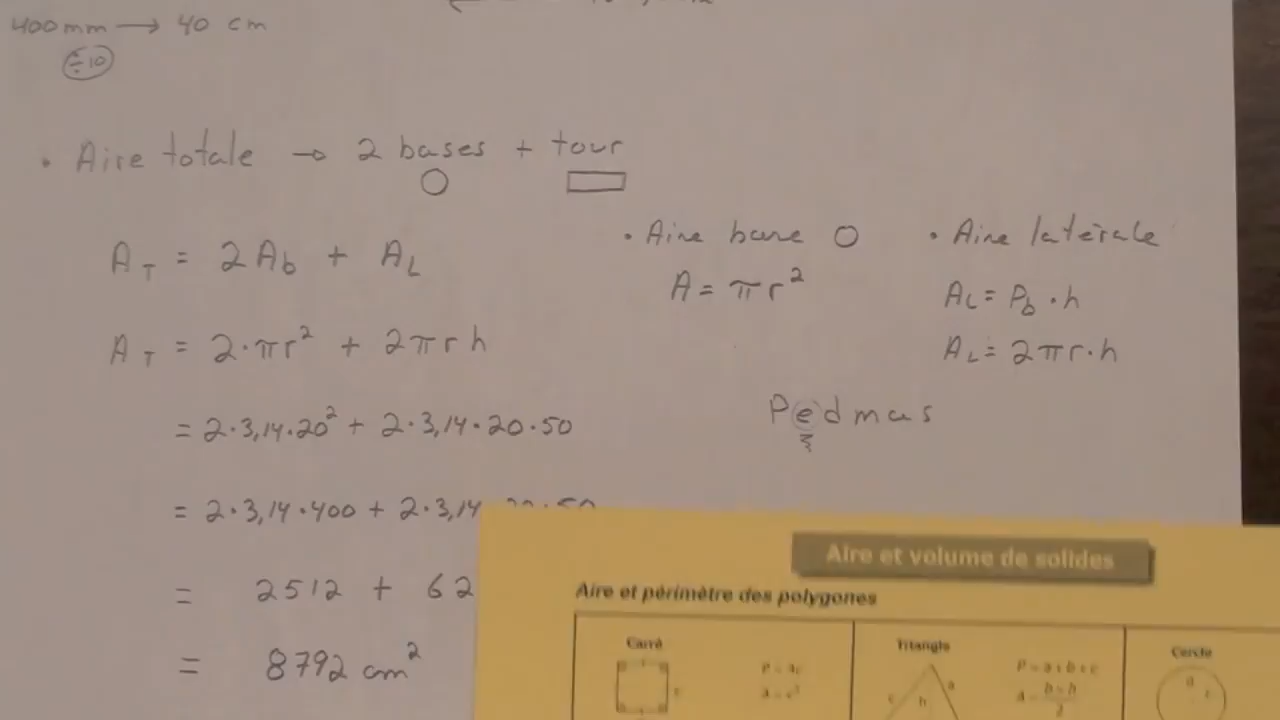 400mm → 40 cm
÷10
• Aire totale → 2 bases + tour
A_T = 2A_b + A_L
• Aire base
A = πr²
• Aire latérale
A_L = P_b · h
A_L = 2πr·h
A_T = 2·πr² + 2πrh
= 2·3,14·20² + 2·3,14·20·50
Pedmas
= 2·3,14·400 + 2·3,14
= 2512 + 62
= 8792 cm²
Aire et volume de solides
Aire et périmètre des polygones
Carré
Triangle
P = a + b + c
Cercle